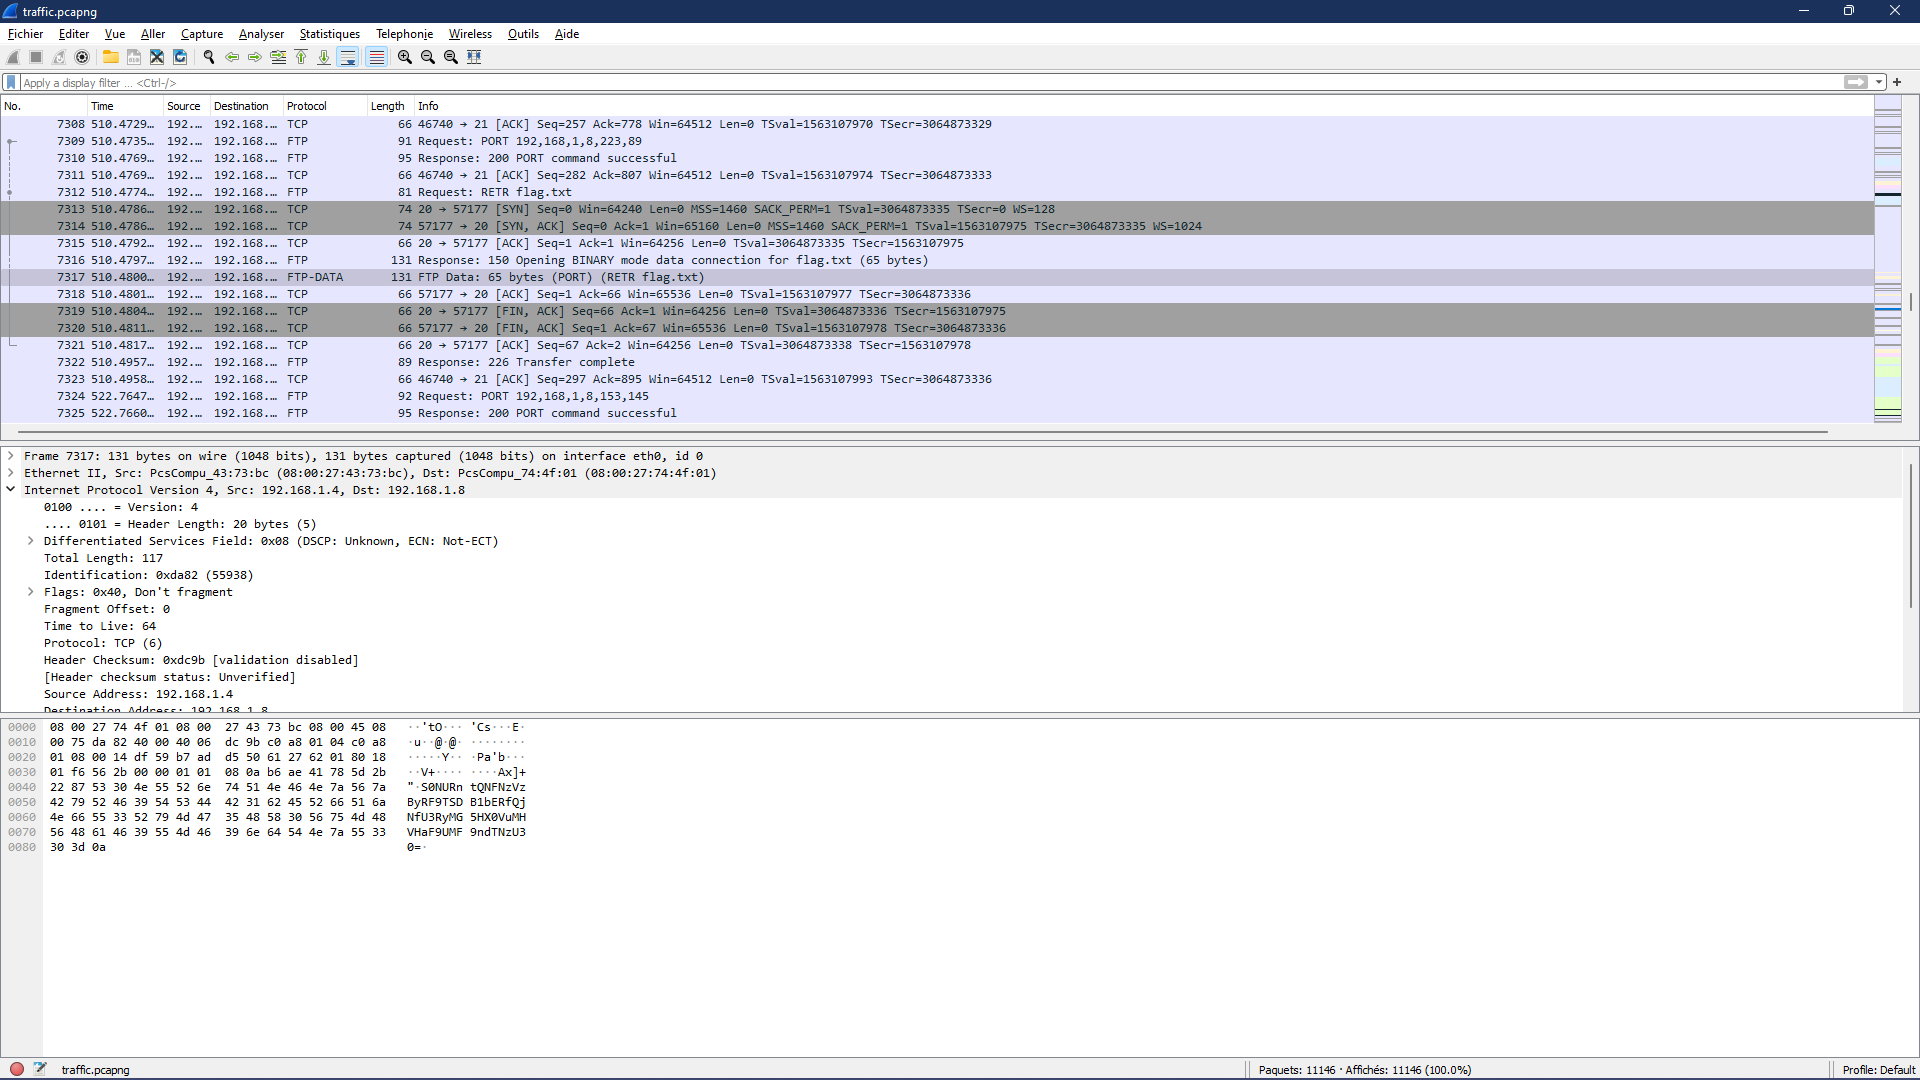 traffic.pcapng
Fichier Editer Vue Aller Capture Analyser Statistiques Telephonie Wireless Outils Aide
Apply a display filter ... <Ctrl-/>
No. Time Source Destination Protocol Length Info
7308 510.4729… 192.… 192.168.… TCP 66 46740 → 21 [ACK] Seq=257 Ack=778 Win=64512 Len=0 TSval=1563107970 TSecr=3064873329
7309 510.4735… 192.… 192.168.… FTP 91 Request: PORT 192,168,1,8,223,89
7310 510.4769… 192.… 192.168.… FTP 95 Response: 200 PORT command successful
7311 510.4769… 192.… 192.168.… TCP 66 46740 → 21 [ACK] Seq=282 Ack=807 Win=64512 Len=0 TSval=1563107974 TSecr=3064873333
7312 510.4774… 192.… 192.168.… FTP 81 Request: RETR flag.txt
7313 510.4786… 192.… 192.168.… TCP 74 20 → 57177 [SYN] Seq=0 Win=64240 Len=0 MSS=1460 SACK_PERM=1 TSval=3064873335 TSecr=0 WS=128
7314 510.4786… 192.… 192.168.… TCP 74 57177 → 20 [SYN, ACK] Seq=0 Ack=1 Win=65160 Len=0 MSS=1460 SACK_PERM=1 TSval=1563107975 TSecr=3064873335 WS=1024
7315 510.4792… 192.… 192.168.… TCP 66 20 → 57177 [ACK] Seq=1 Ack=1 Win=64256 Len=0 TSval=3064873335 TSecr=1563107975
7316 510.4797… 192.… 192.168.… FTP 131 Response: 150 Opening BINARY mode data connection for flag.txt (65 bytes)
7317 510.4800… 192.… 192.168.… FTP-DATA 131 FTP Data: 65 bytes (PORT) (RETR flag.txt)
7318 510.4801… 192.… 192.168.… TCP 66 57177 → 20 [ACK] Seq=1 Ack=66 Win=65536 Len=0 TSval=1563107977 TSecr=3064873336
7319 510.4804… 192.… 192.168.… TCP 66 20 → 57177 [FIN, ACK] Seq=66 Ack=1 Win=64256 Len=0 TSval=3064873336 TSecr=1563107975
7320 510.4811… 192.… 192.168.… TCP 66 57177 → 20 [FIN, ACK] Seq=1 Ack=67 Win=65536 Len=0 TSval=1563107978 TSecr=3064873336
7321 510.4817… 192.… 192.168.… TCP 66 20 → 57177 [ACK] Seq=67 Ack=2 Win=64256 Len=0 TSval=3064873338 TSecr=1563107978
7322 510.4957… 192.… 192.168.… FTP 89 Response: 226 Transfer complete
7323 510.4958… 192.… 192.168.… TCP 66 46740 → 21 [ACK] Seq=297 Ack=895 Win=64512 Len=0 TSval=1563107993 TSecr=3064873336
7324 522.7647… 192.… 192.168.… FTP 92 Request: PORT 192,168,1,8,153,145
7325 522.7660… 192.… 192.168.… FTP 95 Response: 200 PORT command successful
Frame 7317: 131 bytes on wire (1048 bits), 131 bytes captured (1048 bits) on interface eth0, id 0
Ethernet II, Src: PcsCompu_43:73:bc (08:00:27:43:73:bc), Dst: PcsCompu_74:4f:01 (08:00:27:74:4f:01)
Internet Protocol Version 4, Src: 192.168.1.4, Dst: 192.168.1.8
0100 .... = Version: 4
.... 0101 = Header Length: 20 bytes (5)
Differentiated Services Field: 0x08 (DSCP: Unknown, ECN: Not-ECT)
Total Length: 117
Identification: 0xda82 (55938)
Flags: 0x40, Don't fragment
Fragment Offset: 0
Time to Live: 64
Protocol: TCP (6)
Header Checksum: 0xdc9b [validation disabled]
[Header checksum status: Unverified]
Source Address: 192.168.1.4
Destination Address: 192.168.1.8
0000 08 00 27 74 4f 01 08 00 27 43 73 bc 08 00 45 08 ··'tO··· 'Cs···E·
0010 00 75 da 82 40 00 40 06 dc 9b c0 a8 01 04 c0 a8 ·u··@·@· ········
0020 01 08 00 14 df 59 b7 ad d5 50 61 27 62 01 80 18 ·····Y·· ·Pa'b···
0030 01 f6 56 2b 00 00 01 01 08 0a b6 ae 41 78 5d 2b ··V+···· ····Ax]+
0040 22 87 53 30 4e 55 52 6e 74 51 4e 46 4e 7a 56 7a "·S0NURn tQNFNzVz
0050 42 79 52 46 39 54 53 44 42 31 62 45 52 66 51 6a ByRF9TSD B1bERfQj
0060 4e 66 55 33 52 79 4d 47 35 48 58 30 56 75 4d 48 NfU3RyMG 5HX0VuMH
0070 56 48 61 46 39 55 4d 46 39 6e 64 54 4e 7a 55 33 VHaF9UMF 9ndTNzU3
0080 30 3d 0a 0=·
traffic.pcapng
Paquets: 11146 · Affichés: 11146 (100.0%)
Profile: Default